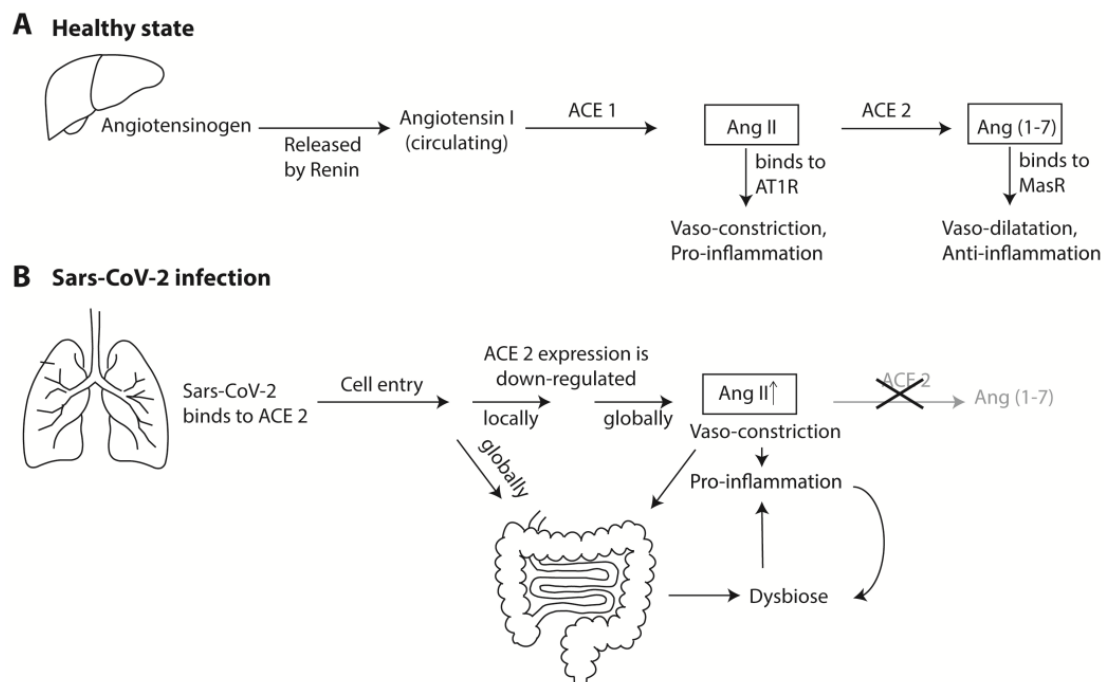 A Healthy state
Angiotensinogen
Released
by Renin
Angiotensin I
(circulating)
ACE 1
Ang II
binds to
AT1R
Vaso-constriction,
Pro-inflammation
ACE 2
Ang (1-7)
binds to
MasR
Vaso-dilatation,
Anti-inflammation
B Sars-CoV-2 infection
Sars-CoV-2
binds to ACE 2
Cell entry
ACE 2 expression is
down-regulated
locally
globally
globally
Ang II↑
Vaso-constriction
Pro-inflammation
ACE 2
Ang (1-7)
Dysbiose